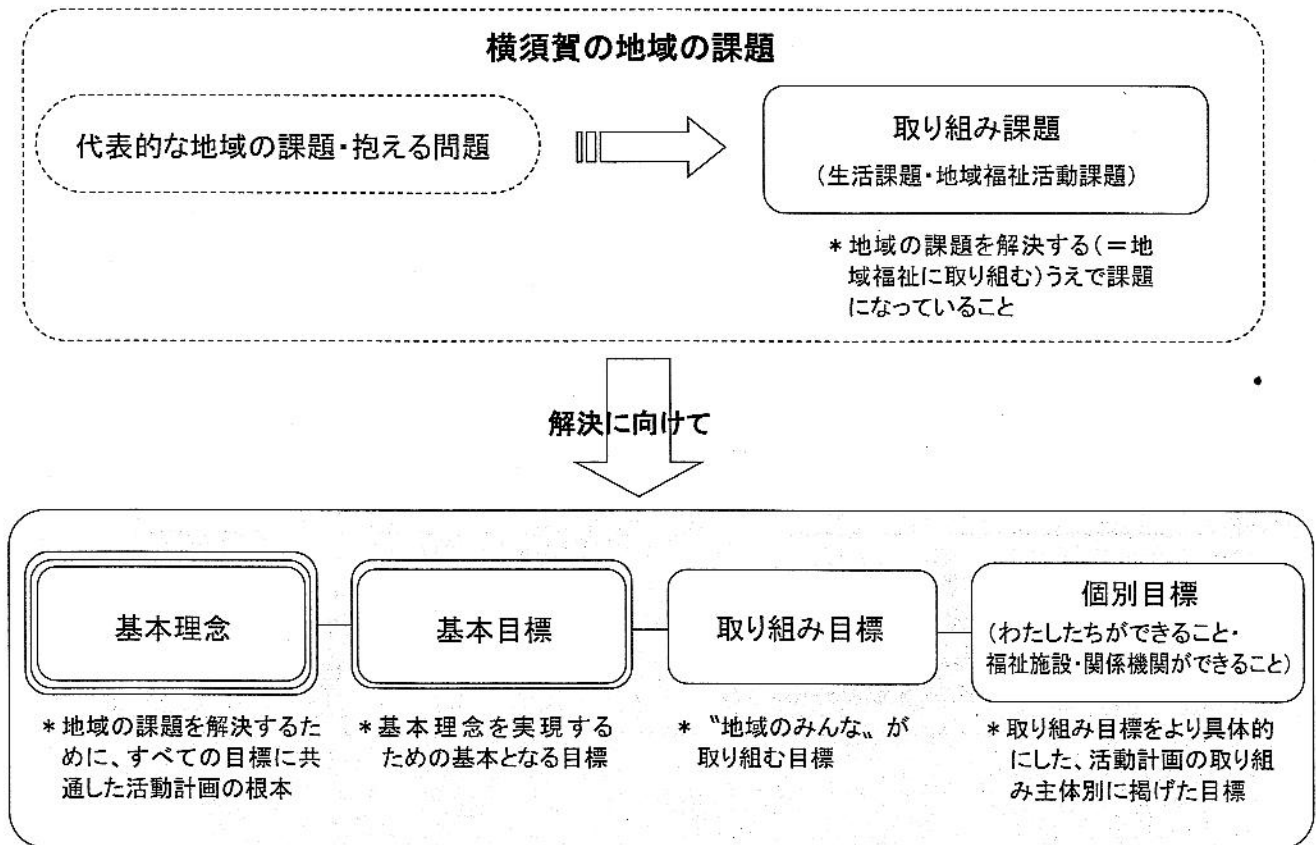 横須賀の地域の課題
代表的な地域の課題・抱える問題
取り組み課題
(生活課題・地域福祉活動課題)
*地域の課題を解決する(=地
域福祉に取り組む)うえで課題
になっていること
解決に向けて
基本理念
*地域の課題を解決するた
めに、すべての目標に共
通した活動計画の根本
基本目標
*基本理念を実現する
ための基本となる目標
取り組み目標
*〝地域のみんな〟が
取り組む目標
個別目標
(わたしたちができること・
福祉施設・関係機関ができること)
*取り組み目標をより具体的
にした、活動計画の取り組
み主体別に掲げた目標